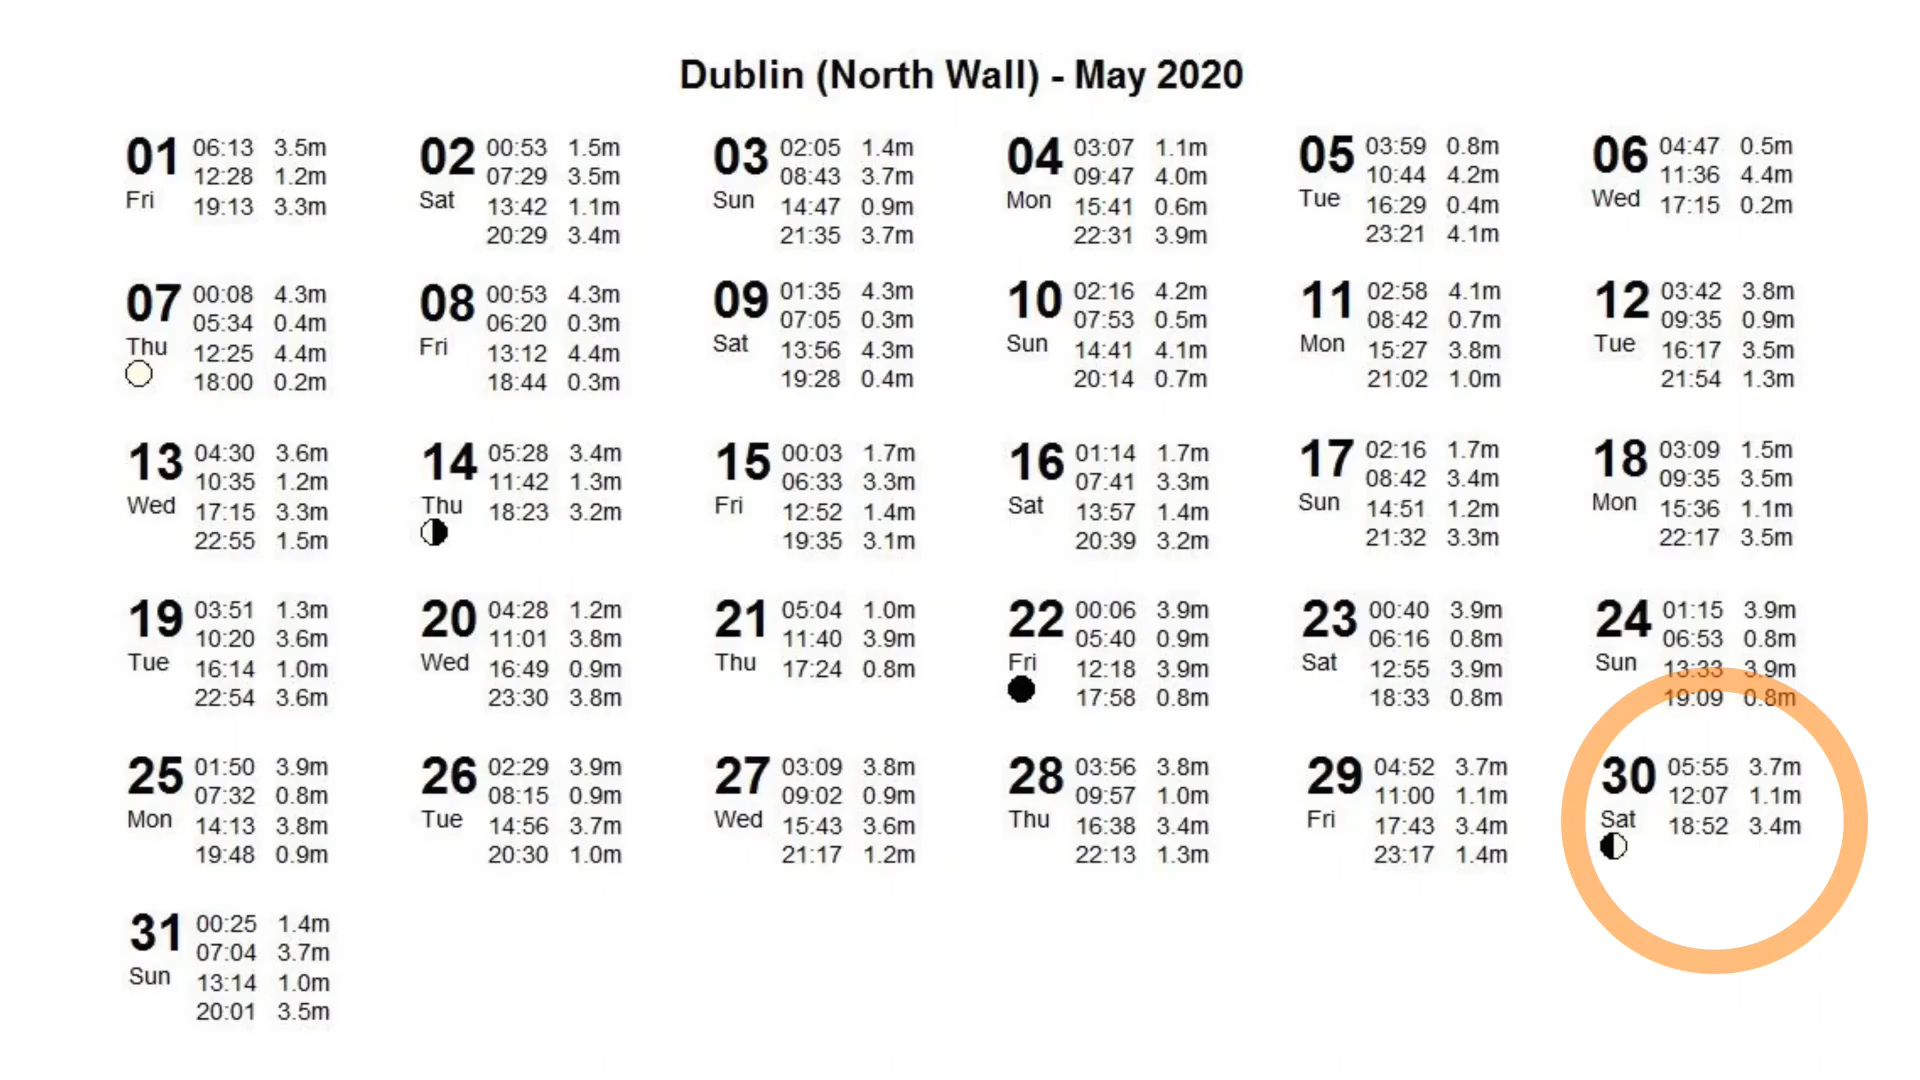 Dublin (North Wall) - May 2020
01 Fri
06:13 3.5m
12:28 1.2m
19:13 3.3m
02 Sat
00:53 1.5m
07:29 3.5m
13:42 1.1m
20:29 3.4m
03 Sun
02:05 1.4m
08:43 3.7m
14:47 0.9m
21:35 3.7m
04 Mon
03:07 1.1m
09:47 4.0m
15:41 0.6m
22:31 3.9m
05 Tue
03:59 0.8m
10:44 4.2m
16:29 0.4m
23:21 4.1m
06 Wed
04:47 0.5m
11:36 4.4m
17:15 0.2m
07 Thu
00:08 4.3m
05:34 0.4m
12:25 4.4m
18:00 0.2m
08 Fri
00:53 4.3m
06:20 0.3m
13:12 4.4m
18:44 0.3m
09 Sat
01:35 4.3m
07:05 0.3m
13:56 4.3m
19:28 0.4m
10 Sun
02:16 4.2m
07:53 0.5m
14:41 4.1m
20:14 0.7m
11 Mon
02:58 4.1m
08:42 0.7m
15:27 3.8m
21:02 1.0m
12 Tue
03:42 3.8m
09:35 0.9m
16:17 3.5m
21:54 1.3m
13 Wed
04:30 3.6m
10:35 1.2m
17:15 3.3m
22:55 1.5m
14 Thu
05:28 3.4m
11:42 1.3m
18:23 3.2m
15 Fri
00:03 1.7m
06:33 3.3m
12:52 1.4m
19:35 3.1m
16 Sat
01:14 1.7m
07:41 3.3m
13:57 1.4m
20:39 3.2m
17 Sun
02:16 1.7m
08:42 3.4m
14:51 1.2m
21:32 3.3m
18 Mon
03:09 1.5m
09:35 3.5m
15:36 1.1m
22:17 3.5m
19 Tue
03:51 1.3m
10:20 3.6m
16:14 1.0m
22:54 3.6m
20 Wed
04:28 1.2m
11:01 3.8m
16:49 0.9m
23:30 3.8m
21 Thu
05:04 1.0m
11:40 3.9m
17:24 0.8m
22 Fri
00:06 3.9m
05:40 0.9m
12:18 3.9m
17:58 0.8m
23 Sat
00:40 3.9m
06:16 0.8m
12:55 3.9m
18:33 0.8m
24 Sun
01:15 3.9m
06:53 0.8m
13:33 3.9m
19:09 0.8m
25 Mon
01:50 3.9m
07:32 0.8m
14:13 3.8m
19:48 0.9m
26 Tue
02:29 3.9m
08:15 0.9m
14:56 3.7m
20:30 1.0m
27 Wed
03:09 3.8m
09:02 0.9m
15:43 3.6m
21:17 1.2m
28 Thu
03:56 3.8m
09:57 1.0m
16:38 3.4m
22:13 1.3m
29 Fri
04:52 3.7m
11:00 1.1m
17:43 3.4m
23:17 1.4m
30 Sat
05:55 3.7m
12:07 1.1m
18:52 3.4m
31 Sun
00:25 1.4m
07:04 3.7m
13:14 1.0m
20:01 3.5m